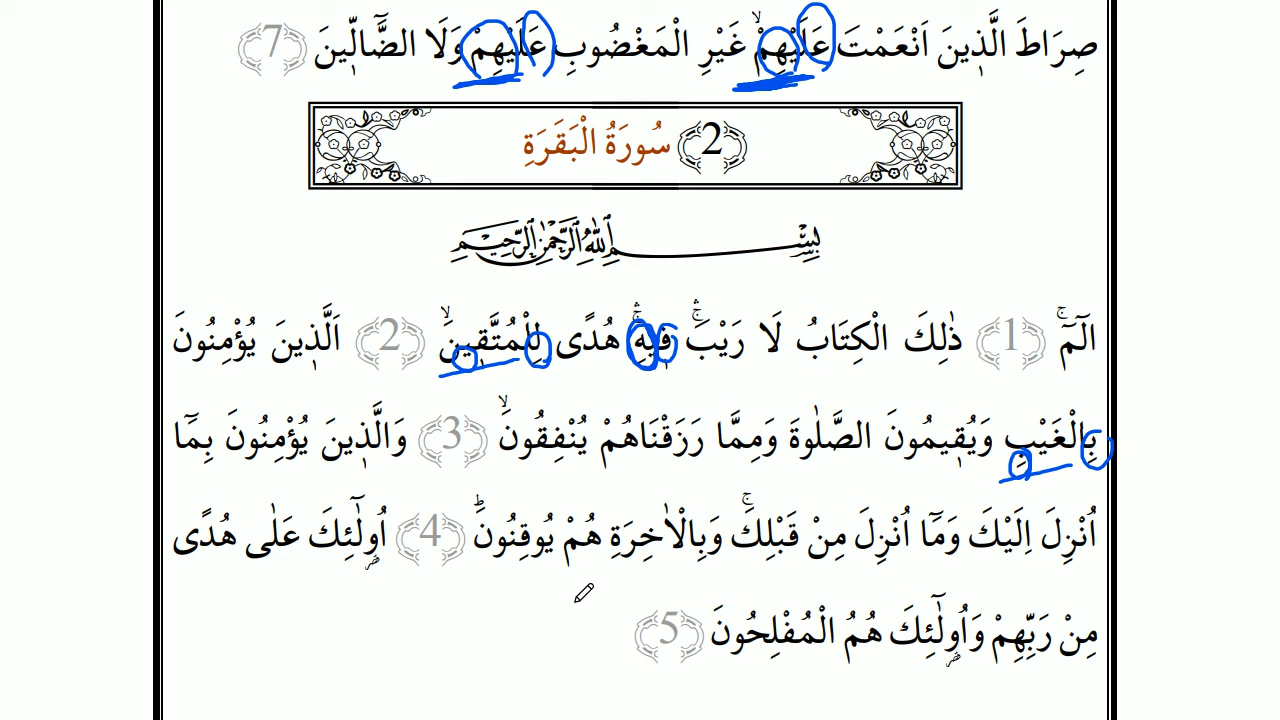 صِرَاطَ الَّذ۪ينَ اَنْعَمْتَ عَلَيْهِمْۙ غَيْرِ الْمَغْضُوبِ عَلَيْهِمْ وَلَا الضَّٓالّ۪ينَ (7)
(2) سُورَةُ الْبَقَرَةِ
بِسْمِ اللّٰهِ الرَّحْمٰنِ الرَّح۪يمِ
الٓمٓۚ (1) ذٰلِكَ الْكِتَابُ لَا رَيْبَۚۛ ف۪يهِۚۛ هُدًى لِلْمُتَّق۪ينَۙ (2) اَلَّذ۪ينَ يُؤْمِنُونَ
بِالْغَيْبِ وَيُق۪يمُونَ الصَّلٰوةَ وَمِمَّا رَزَقْنَاهُمْ يُنْفِقُونَۙ (3) وَالَّذ۪ينَ يُؤْمِنُونَ بِمَٓا
اُنْزِلَ اِلَيْكَ وَمَٓا اُنْزِلَ مِنْ قَبْلِكَۚ وَبِالْاٰخِرَةِ هُمْ يُوقِنُونَۜ (4) اُو۬لٰٓئِكَ عَلٰى هُدًى
مِنْ رَبِّهِمْ وَاُو۬لٰٓئِكَ هُمُ الْمُفْلِحُونَ (5)